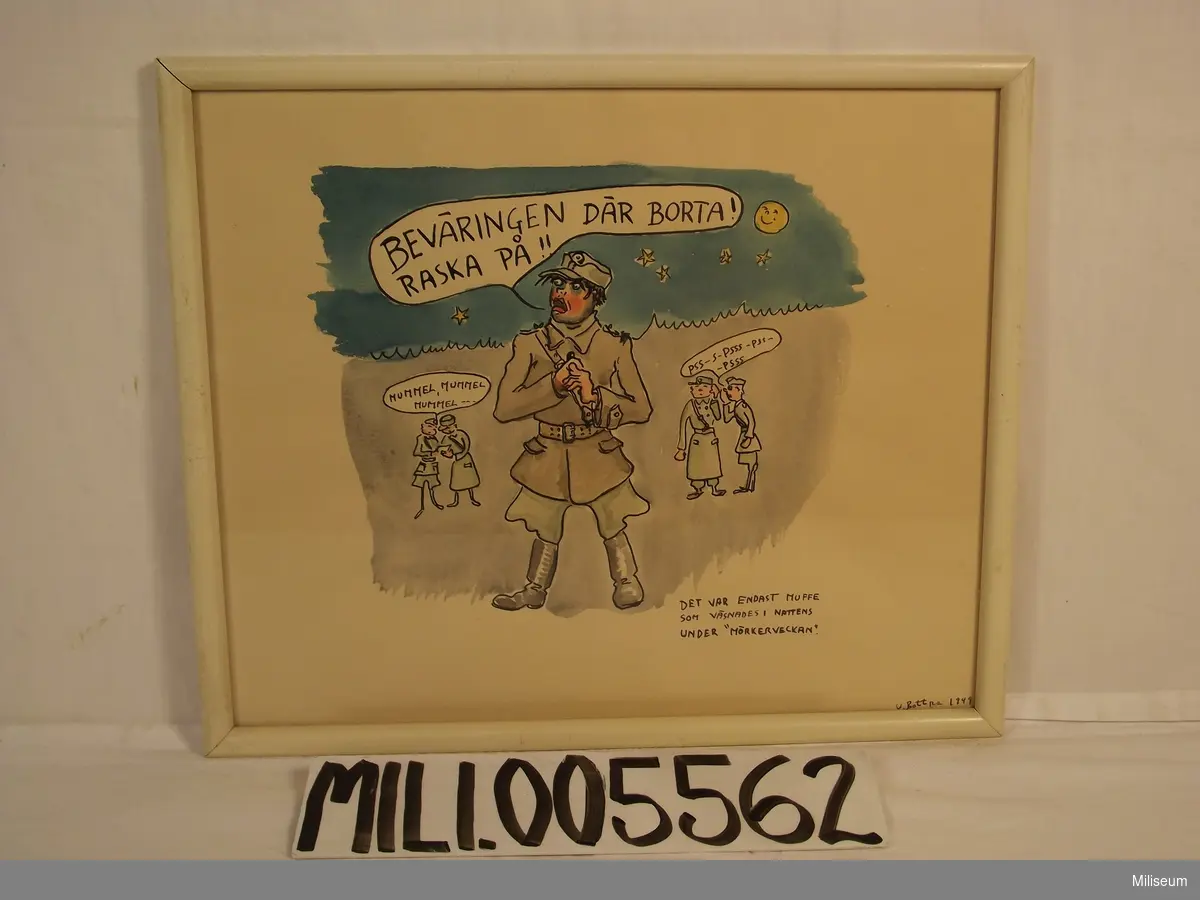 BEVÄRINGEN DÄR BORTA!
RASKA PÅ!!
MUMMEL, MUMMEL
MUMMEL ---
PSS-S-PSSS-PSS-
-PSSS
DET VAR ENDAST MUFFE
SOM VÄSNADES I NATTENS
UNDER "MÖRKERVECKAN".
1949
MILI.005562
Miliseum